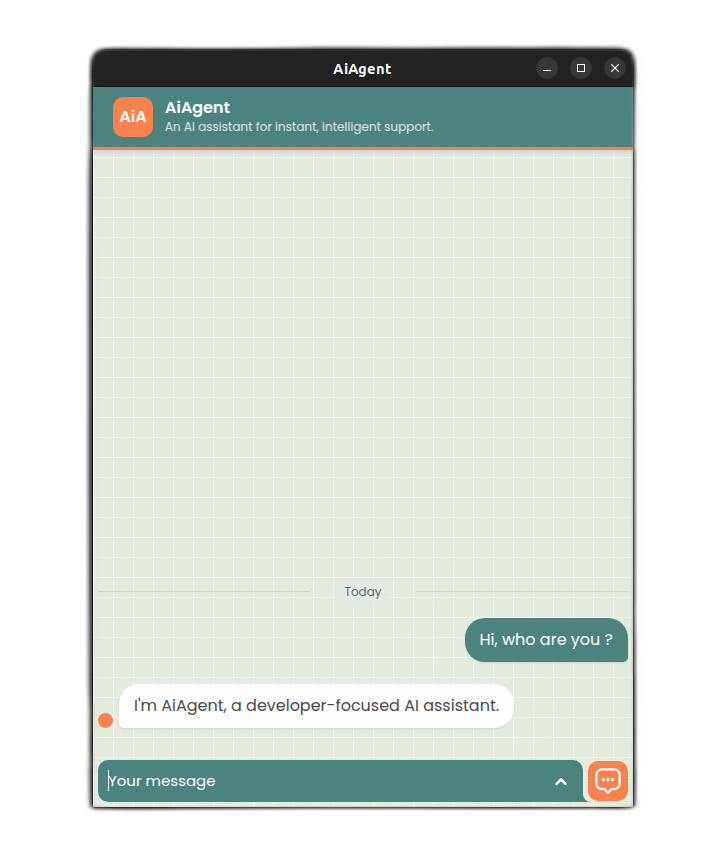 AiAgent
AiA
AiAgent
An AI assistant for instant, intelligent support.
Today
Hi, who are you ?
I'm AiAgent, a developer-focused AI assistant.
Your message